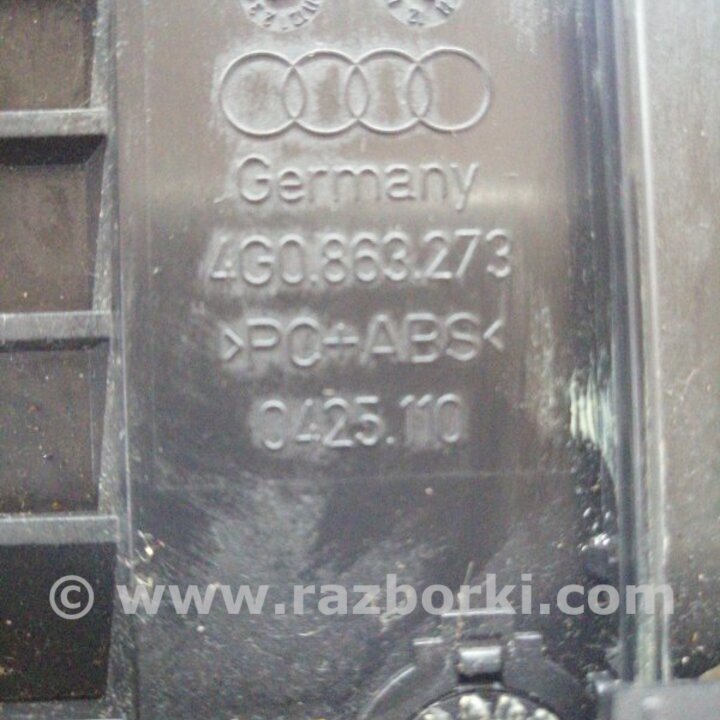 Germany
4G0.863.273
>PC+ABS<
0425.110
© www.razborki.com